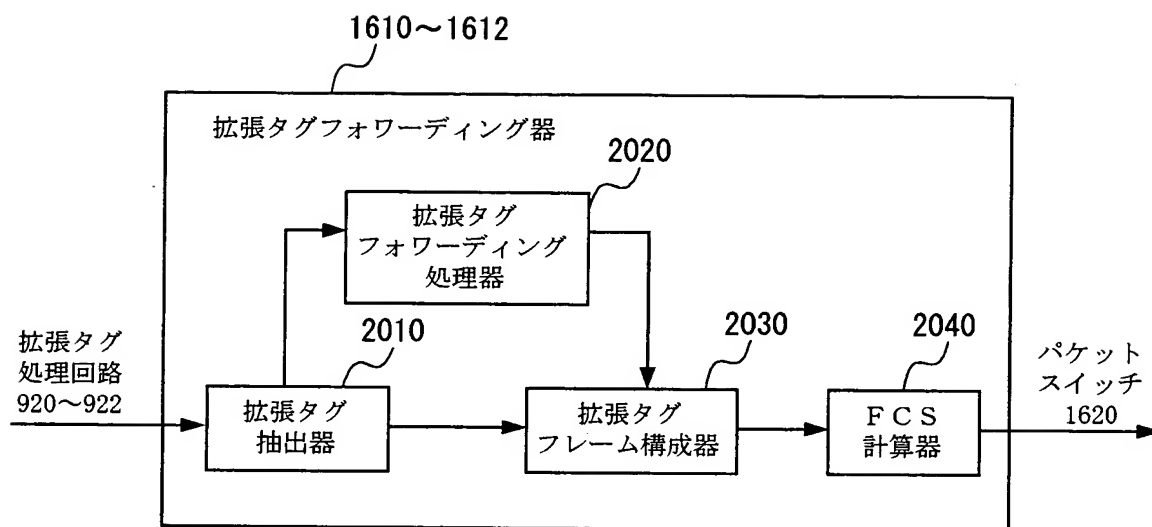 1610～1612
拡張タグフォワーディング器
2020
拡張タグ
フォワーディング
処理器
拡張タグ
処理回路
920～922
2010
拡張タグ
抽出器
2030
拡張タグ
フレーム構成器
2040
ＦＣＳ
計算器
パケット
スイッチ
1620